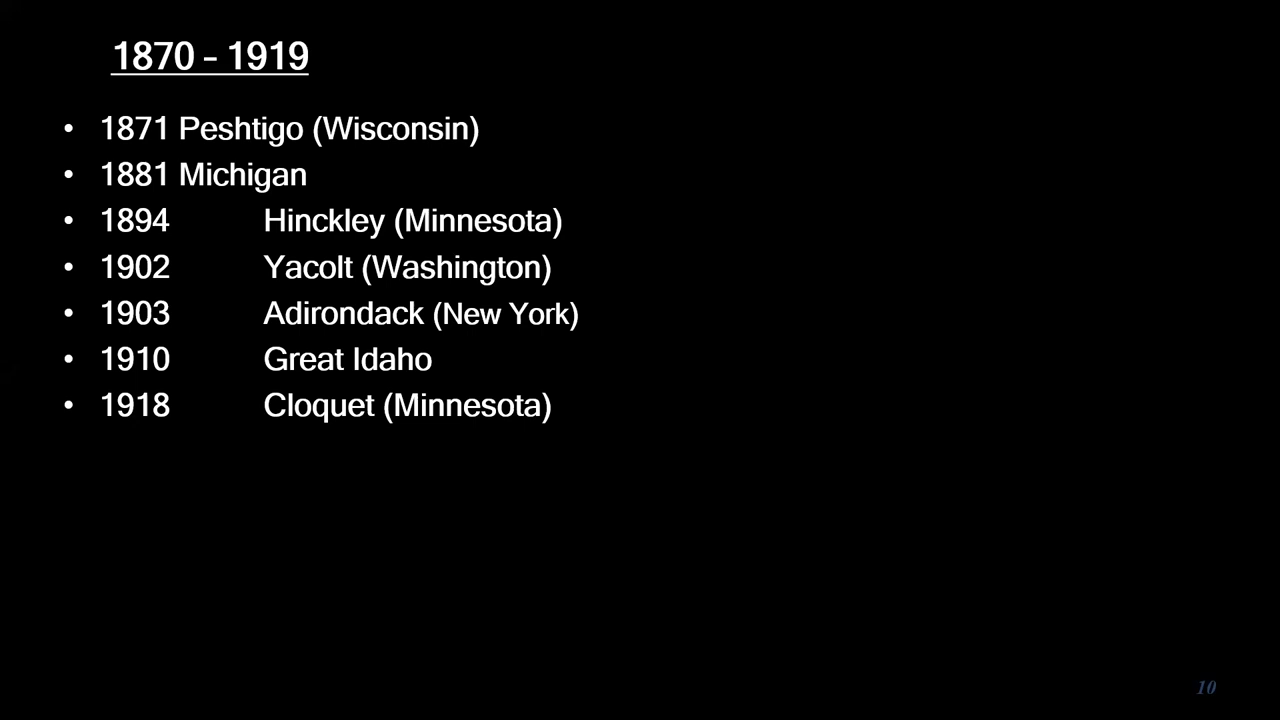 1870 – 1919
• 1871 Peshtigo (Wisconsin)
• 1881 Michigan
• 1894 Hinckley (Minnesota)
• 1902 Yacolt (Washington)
• 1903 Adirondack (New York)
• 1910 Great Idaho
• 1918 Cloquet (Minnesota)
10